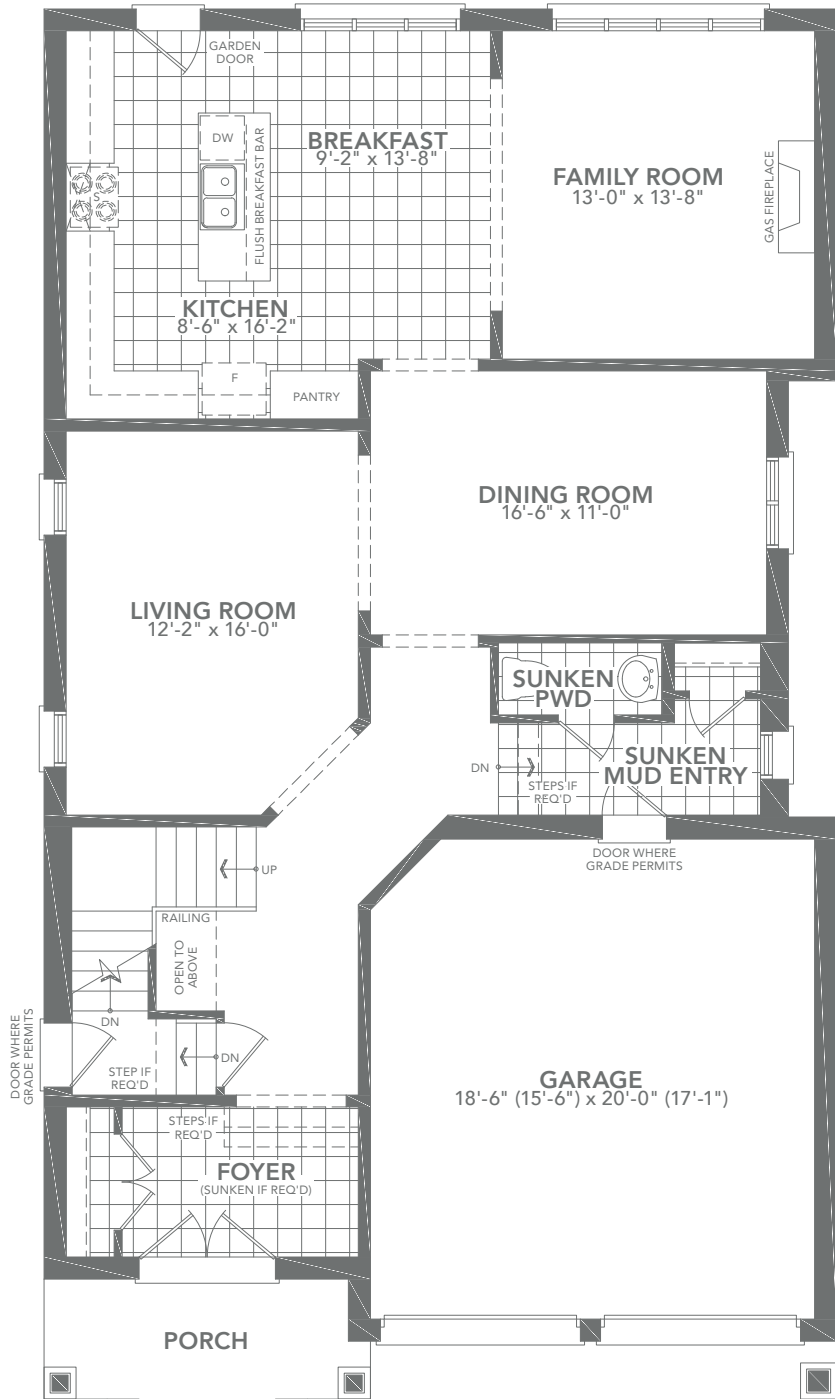 GARDEN
DOOR
DW
FLUSH BREAKFAST BAR
BREAKFAST
9'-2" x 13'-8"
FAMILY ROOM
13'-0" x 13'-8"
GAS FIREPLACE
S
KITCHEN
8'-6" x 16'-2"
F
PANTRY
DINING ROOM
16'-6" x 11'-0"
LIVING ROOM
12'-2" x 16'-0"
SUNKEN
PWD
SUNKEN
MUD ENTRY
DN
STEPS IF
REQ'D
DOOR WHERE
GRADE PERMITS
UP
RAILING
OPEN TO
ABOVE
DN
DN
STEP IF
REQ'D
DOOR WHERE
GRADE PERMITS
GARAGE
18'-6" (15'-6") x 20'-0" (17'-1")
STEPS IF
REQ'D
FOYER
(SUNKEN IF REQ'D)
PORCH